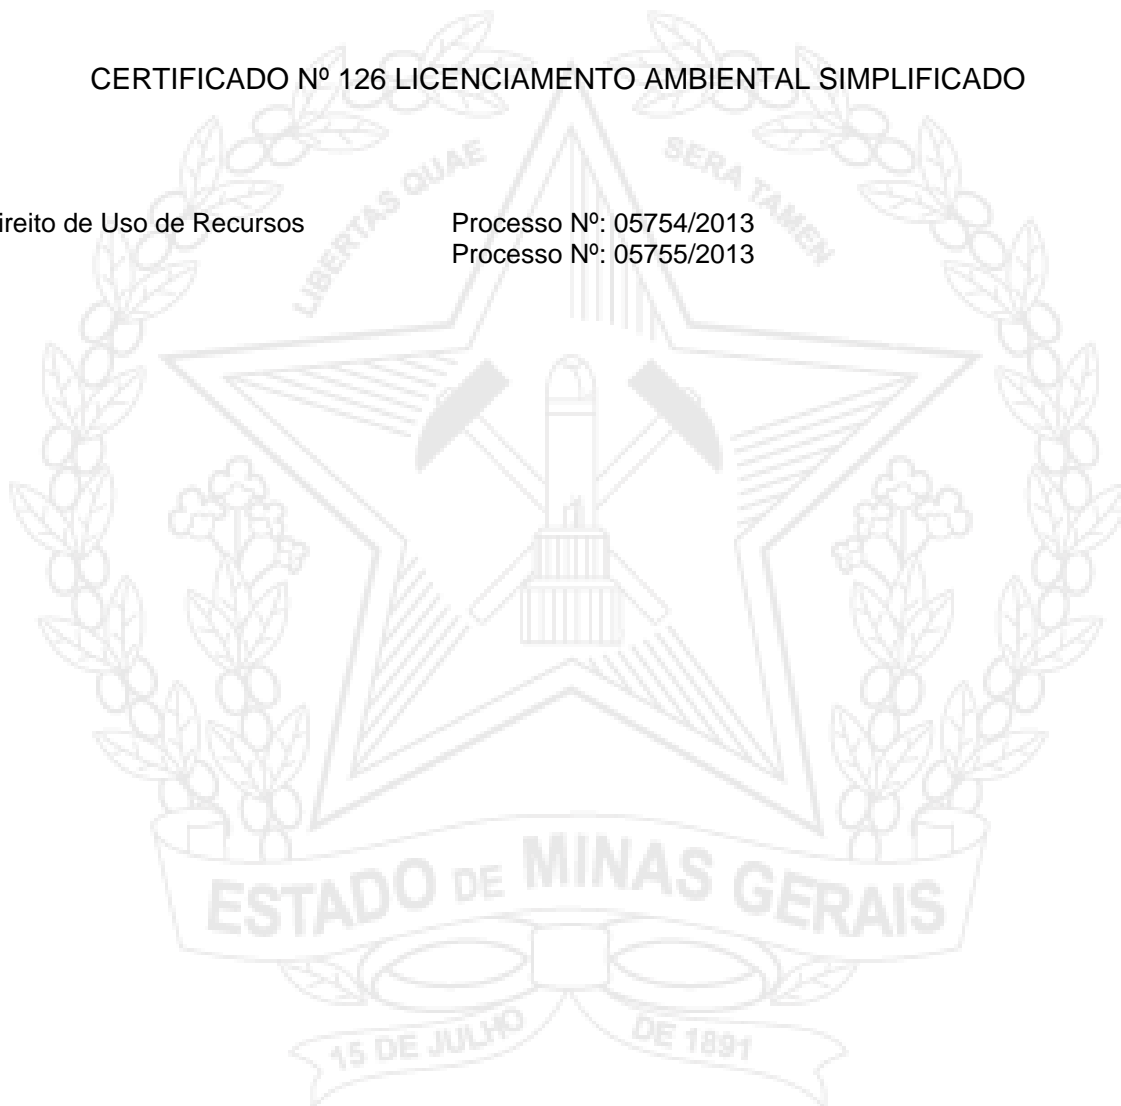 CERTIFICADO Nº 126 LICENCIAMENTO AMBIENTAL SIMPLIFICADO
LIBERTAS QUAE SERA TAMEN
ireito de Uso de Recursos Processo Nº: 05754/2013
Processo Nº: 05755/2013
ESTADO DE MINAS GERAIS
15 DE JULHO DE 1891